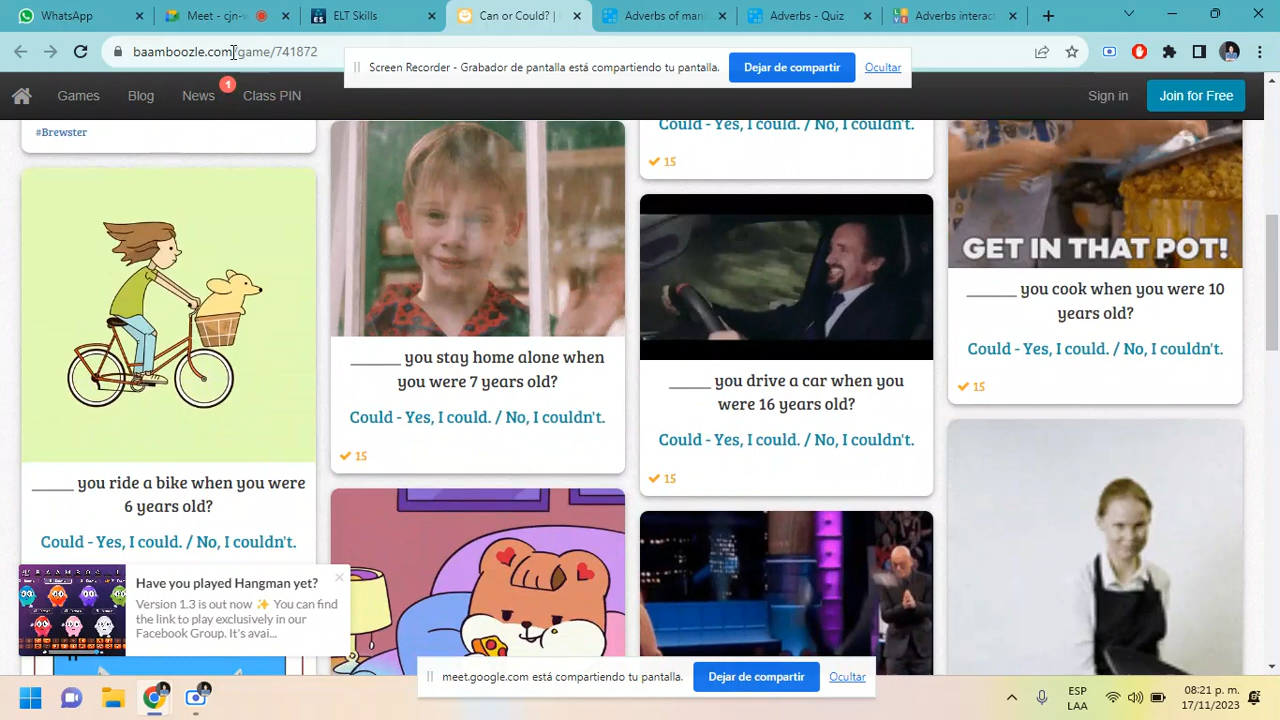 WhatsApp
Meet - cjn-w
ELT Skills
Can or Could? |
Adverbs of man
Adverbs - Quiz
Adverbs interact
baamboozle.com/game/741872
Screen Recorder - Grabador de pantalla está compartiendo tu pantalla.
Dejar de compartir
Ocultar
Games
Blog
News
1
Class PIN
Sign in
Join for Free
#Brewster
______ you ride a bike when you were
6 years old?
Could - Yes, I could. / No, I couldn't.
_______ you stay home alone when
you were 7 years old?
Could - Yes, I could. / No, I couldn't.
15
Could - Yes, I could. / No, I couldn't.
15
______ you drive a car when you
were 16 years old?
Could - Yes, I could. / No, I couldn't.
15
GET IN THAT POT!
_______ you cook when you were 10
years old?
Could - Yes, I could. / No, I couldn't.
15
Have you played Hangman yet?
Version 1.3 is out now ✨ You can find
the link to play exclusively in our
Facebook Group. It's avai...
meet.google.com está compartiendo tu pantalla.
Dejar de compartir
Ocultar
ESP
LAA
08:21 p. m.
17/11/2023